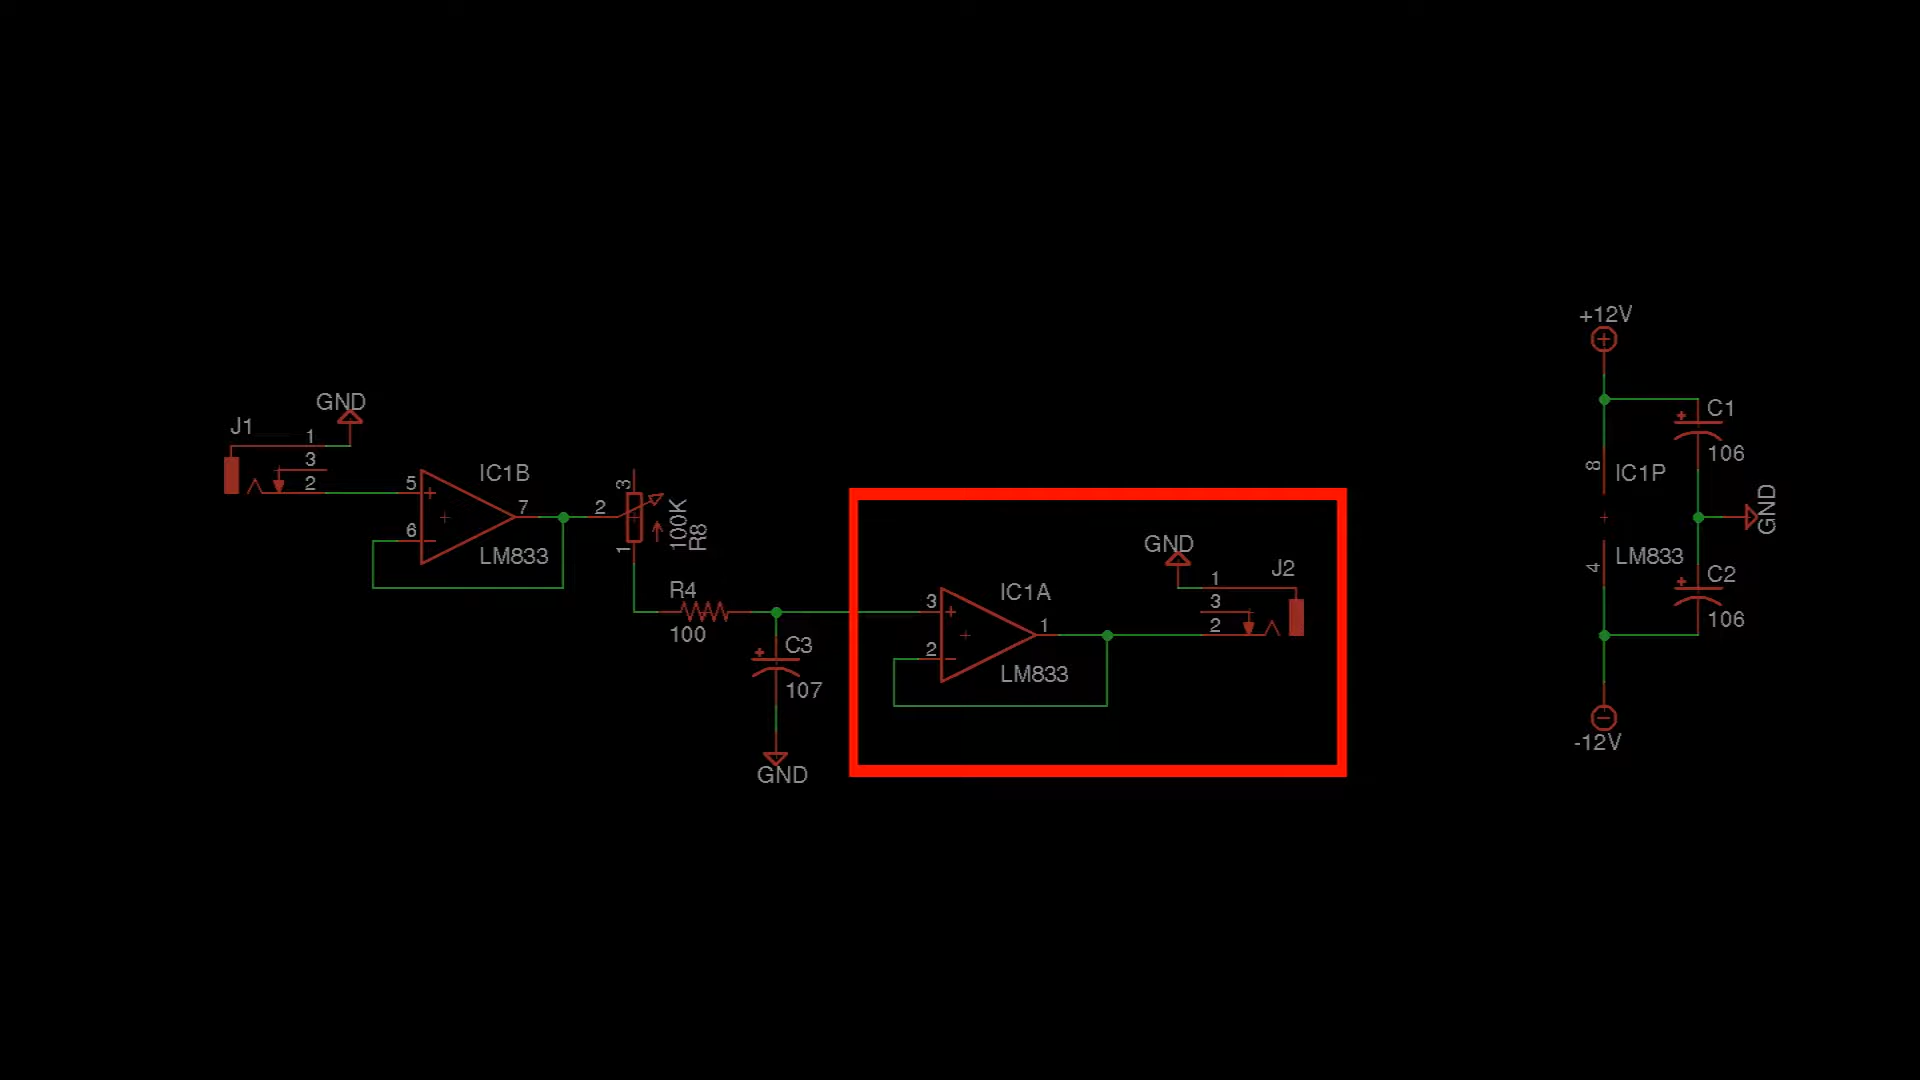 GND
J1
1
3
2
5
6
IC1B
7
LM833
2
3
1
100K
R8
R4
100
C3
107
GND
3
2
IC1A
1
LM833
GND
J2
1
3
2
+12V
8
IC1P
4
LM833
C1
106
GND
C2
106
-12V